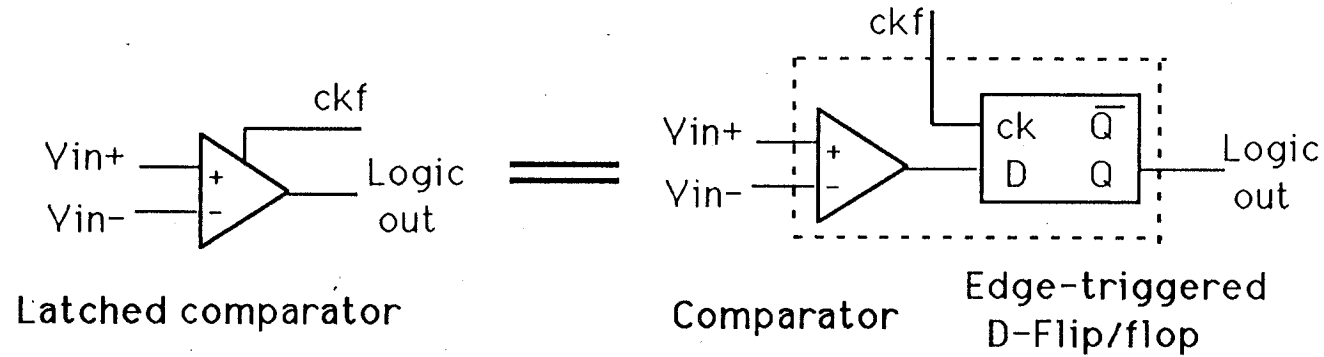 ckf
Vin+
+
Vin-
-
Logic
out
Latched comparator
ckf
Vin+
+
Vin-
-
ck Q̅
D Q
Logic
out
Comparator
Edge-triggered
D-Flip/flop